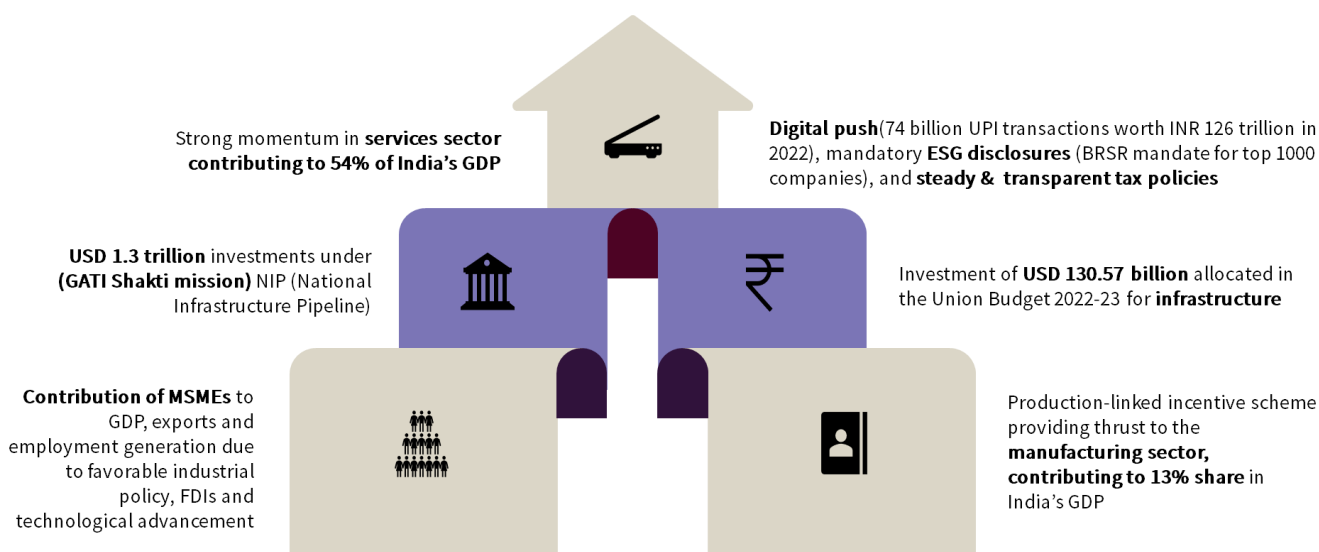 Strong momentum in services sector
contributing to 54% of India's GDP
Digital push(74 billion UPI transactions worth INR 126 trillion in
2022), mandatory ESG disclosures (BRSR mandate for top 1000
companies), and steady & transparent tax policies
USD 1.3 trillion investments under
(GATI Shakti mission) NIP (National
Infrastructure Pipeline)
Investment of USD 130.57 billion allocated in
the Union Budget 2022-23 for infrastructure
Contribution of MSMEs to
GDP, exports and
employment generation due
to favorable industrial
policy, FDIs and
technological advancement
Production-linked incentive scheme
providing thrust to the
manufacturing sector,
contributing to 13% share in
India's GDP